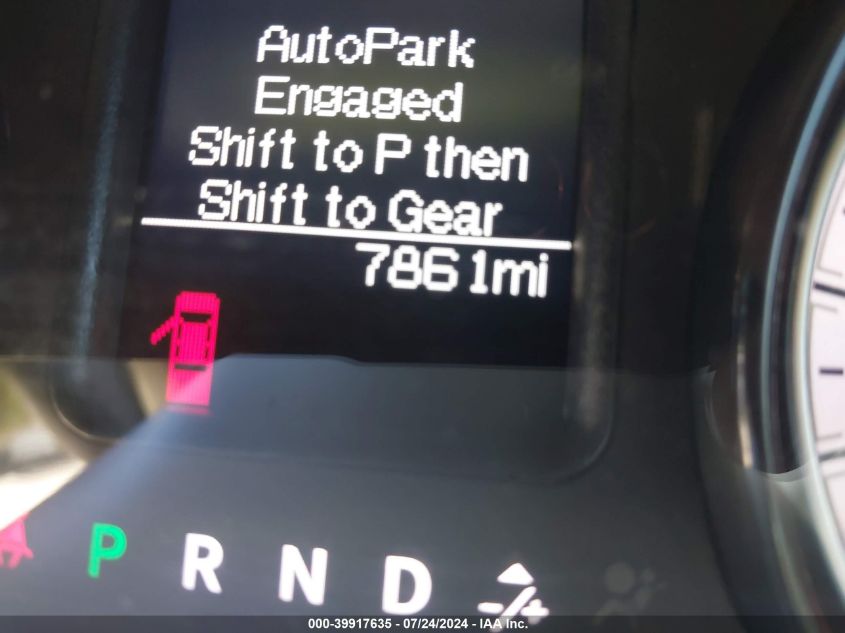 AutoPark
Engaged
Shift to P then
Shift to Gear
7861mi
P R N D +/-
000-39917635 - 07/24/2024 - IAA Inc.